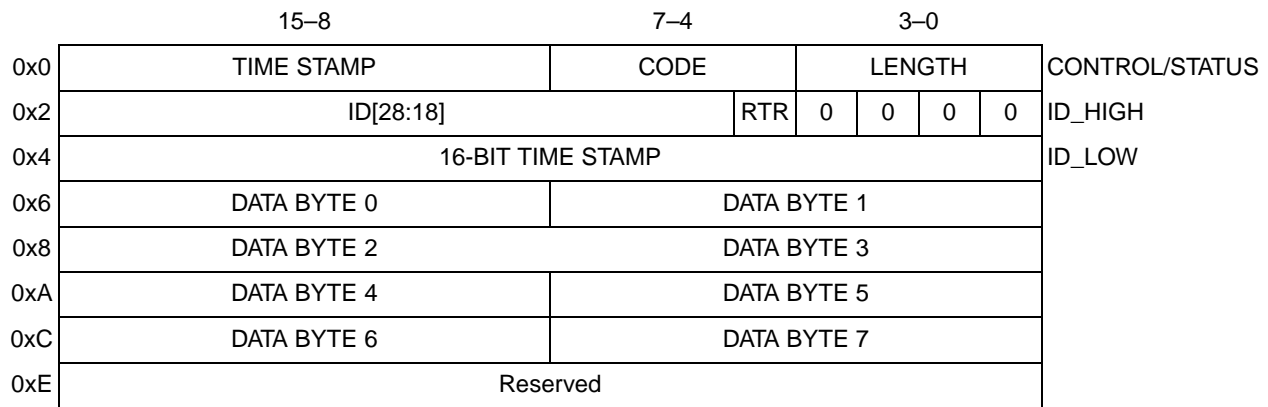 15–8 7–4 3–0
0x0 TIME STAMP CODE LENGTH CONTROL/STATUS
0x2 ID[28:18] RTR 0 0 0 0 ID_HIGH
0x4 16-BIT TIME STAMP ID_LOW
0x6 DATA BYTE 0 DATA BYTE 1
0x8 DATA BYTE 2 DATA BYTE 3
0xA DATA BYTE 4 DATA BYTE 5
0xC DATA BYTE 6 DATA BYTE 7
0xE Reserved